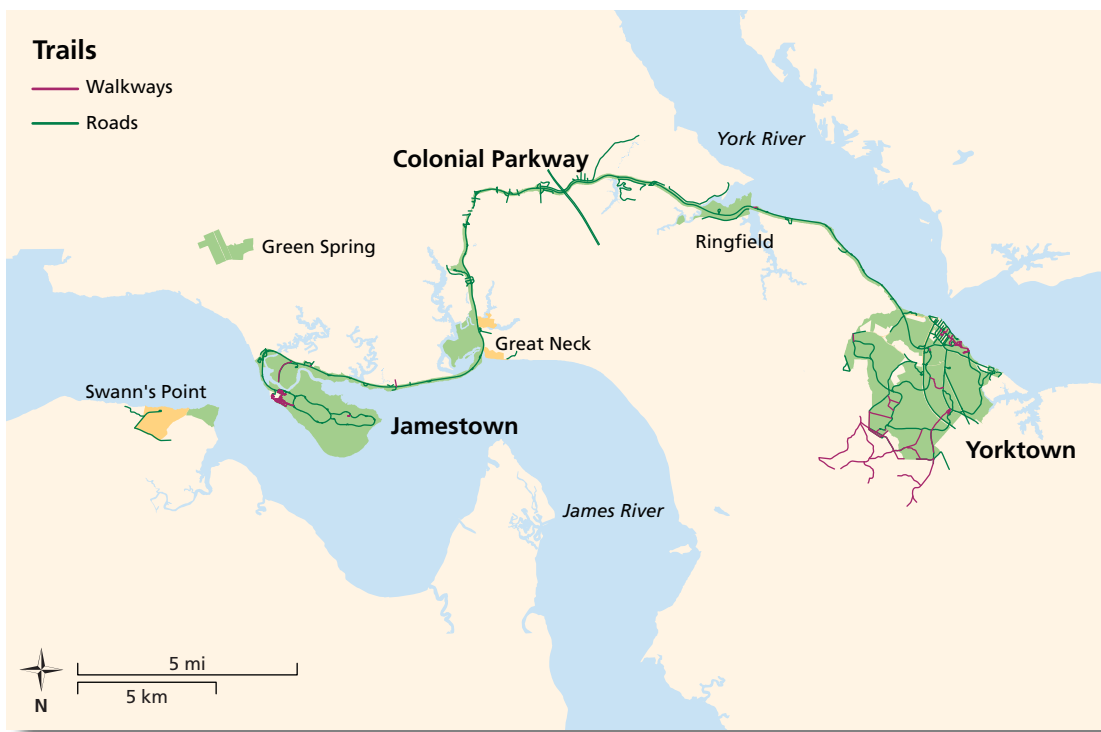 Trails
Walkways
Roads
York River
Colonial Parkway
Ringfield
Green Spring
Great Neck
Swann's Point
Jamestown
Yorktown
James River
5 mi
5 km
N